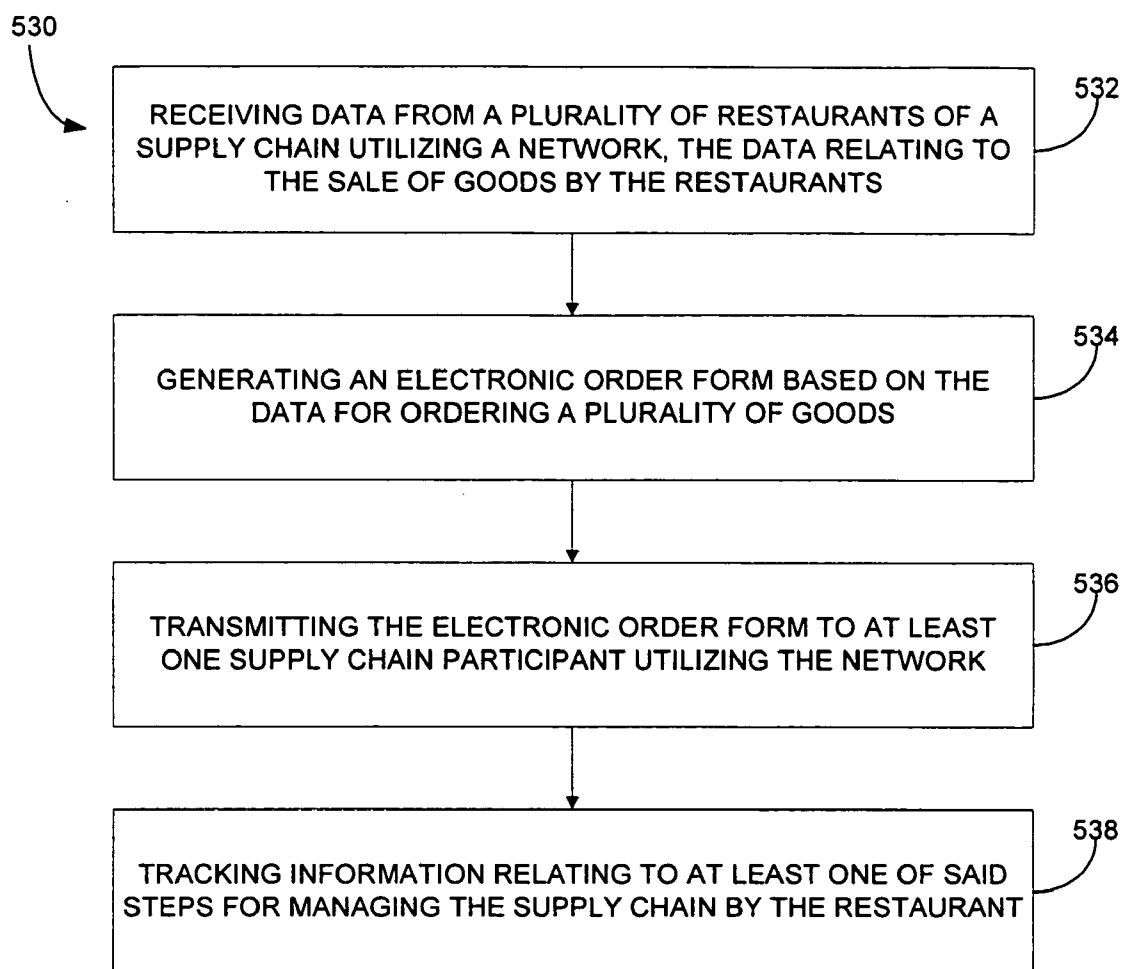 530
532
RECEIVING DATA FROM A PLURALITY OF RESTAURANTS OF A
SUPPLY CHAIN UTILIZING A NETWORK, THE DATA RELATING TO
THE SALE OF GOODS BY THE RESTAURANTS
534
GENERATING AN ELECTRONIC ORDER FORM BASED ON THE
DATA FOR ORDERING A PLURALITY OF GOODS
536
TRANSMITTING THE ELECTRONIC ORDER FORM TO AT LEAST
ONE SUPPLY CHAIN PARTICIPANT UTILIZING THE NETWORK
538
TRACKING INFORMATION RELATING TO AT LEAST ONE OF SAID
STEPS FOR MANAGING THE SUPPLY CHAIN BY THE RESTAURANT